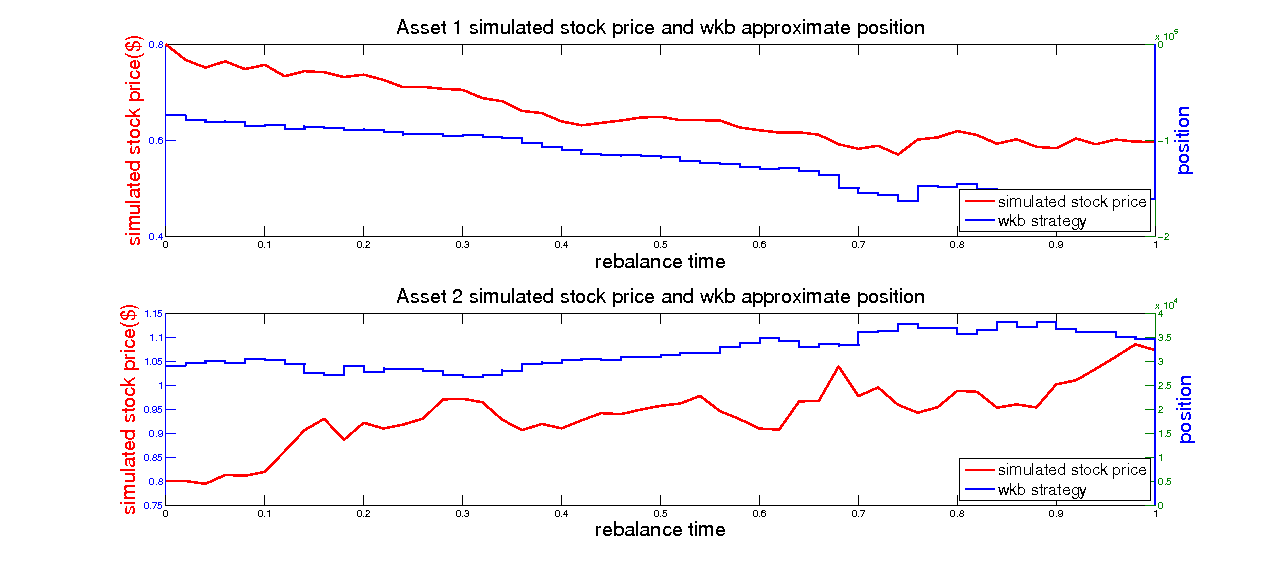 Asset 1 simulated stock price and wkb approximate position
x 10^5
simulated stock price($)
0.8
0.6
0.4
0
-1
-2
position
simulated stock price
wkb strategy
0 0.1 0.2 0.3 0.4 0.5 0.6 0.7 0.8 0.9 1
rebalance time
Asset 2 simulated stock price and wkb approximate position
x 10^4
simulated stock price($)
1.15
1.1
1.05
1
0.95
0.9
0.85
0.8
0.75
4
3.5
3
2.5
2
1.5
1
0.5
0
position
simulated stock price
wkb strategy
0 0.1 0.2 0.3 0.4 0.5 0.6 0.7 0.8 0.9 1
rebalance time